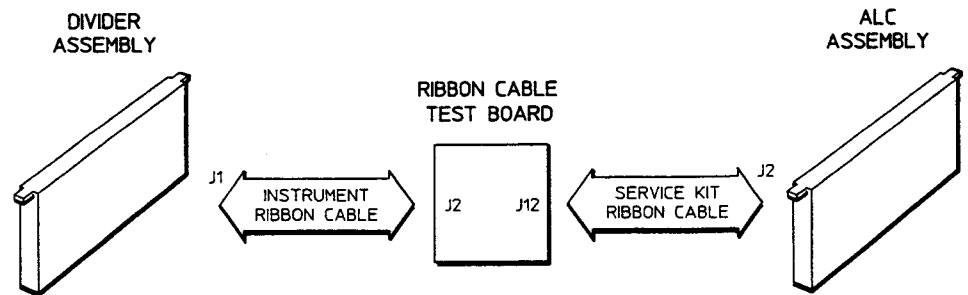 DIVIDER
ASSEMBLY
ALC
ASSEMBLY
RIBBON CABLE
TEST BOARD
J1
INSTRUMENT
RIBBON CABLE
J2
J12
SERVICE KIT
RIBBON CABLE
J2